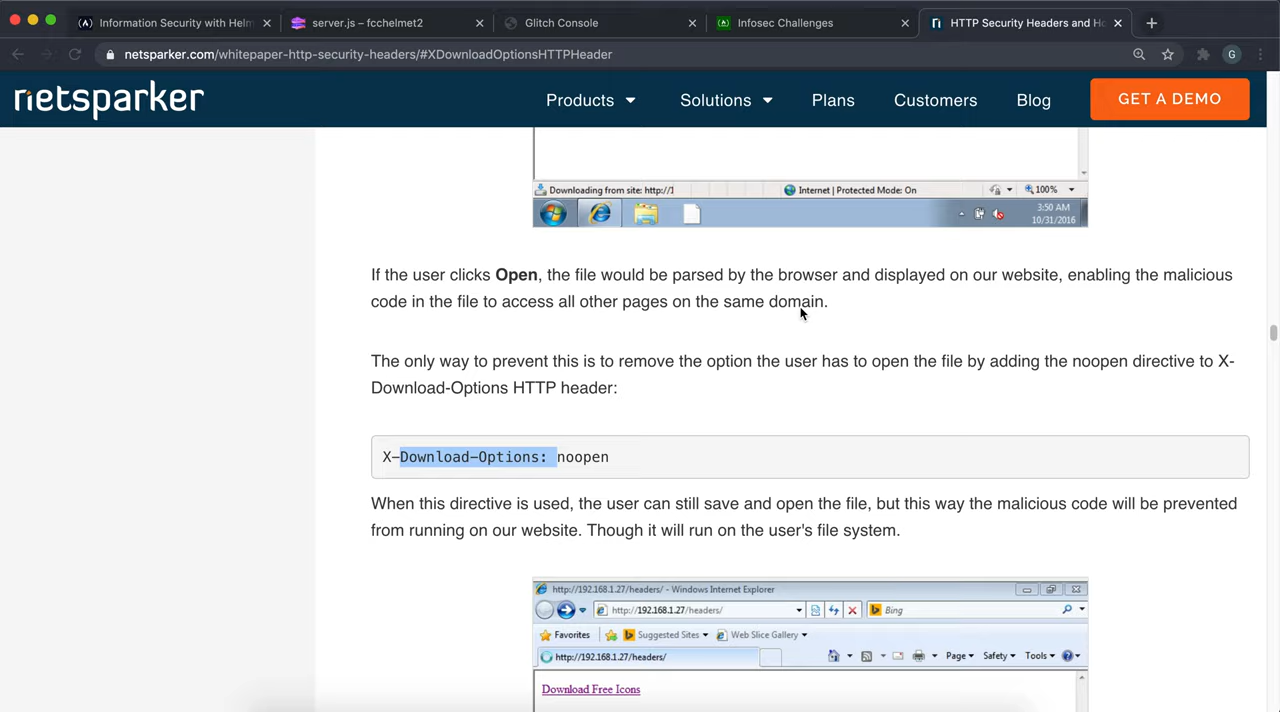 Information Security with Helm
server.js – fcchelmet2
Glitch Console
Infosec Challenges
HTTP Security Headers and Ho
netsparker.com/whitepaper-http-security-headers/#XDownloadOptionsHTTPHeader
G
netsparker
Products
Solutions
Plans
Customers
Blog
GET A DEMO
Downloading from site: http://1
Internet | Protected Mode: On
100%
3:50 AM
10/31/2016
If the user clicks Open, the file would be parsed by the browser and displayed on our website, enabling the malicious
code in the file to access all other pages on the same domain.
The only way to prevent this is to remove the option the user has to open the file by adding the noopen directive to X-
Download-Options HTTP header:
X-Download-Options: noopen
When this directive is used, the user can still save and open the file, but this way the malicious code will be prevented
from running on our website. Though it will run on the user's file system.
http://192.168.1.27/headers/ - Windows Internet Explorer
http://192.168.1.27/headers/
Bing
Favorites
Suggested Sites
Web Slice Gallery
http://192.168.1.27/headers/
Page
Safety
Tools
Download Free Icons